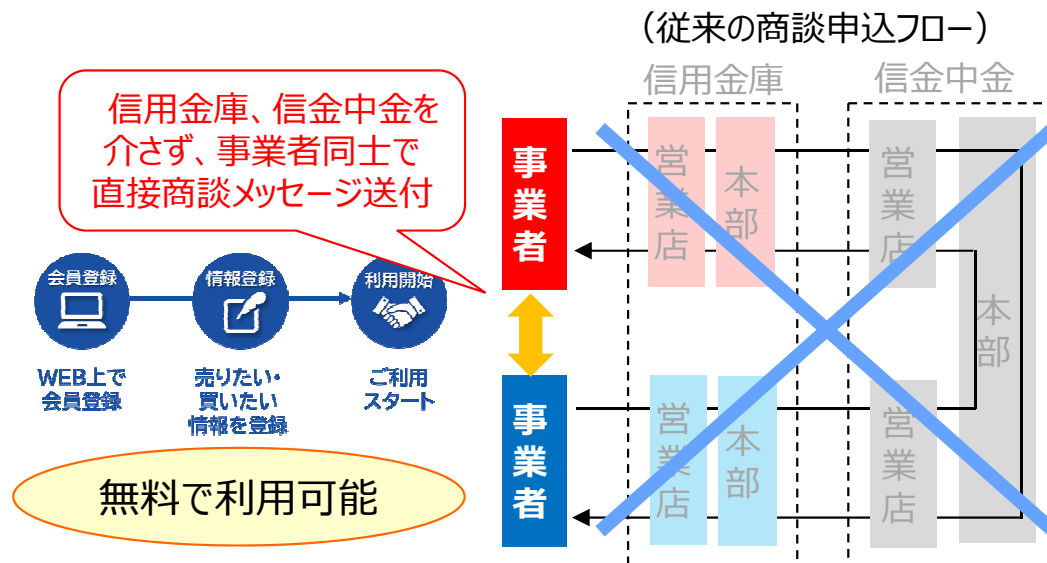 （従来の商談申込フロー）
信用金庫
信金中金
信用金庫、信金中金を
介さず、事業者同士で
直接商談メッセージ送付
事業者
営業店
本部
営業店
本部
会員登録
情報登録
利用開始
WEB上で
会員登録
売りたい・
買いたい
情報を登録
ご利用
スタート
事業者
営業店
本部
営業店
無料で利用可能